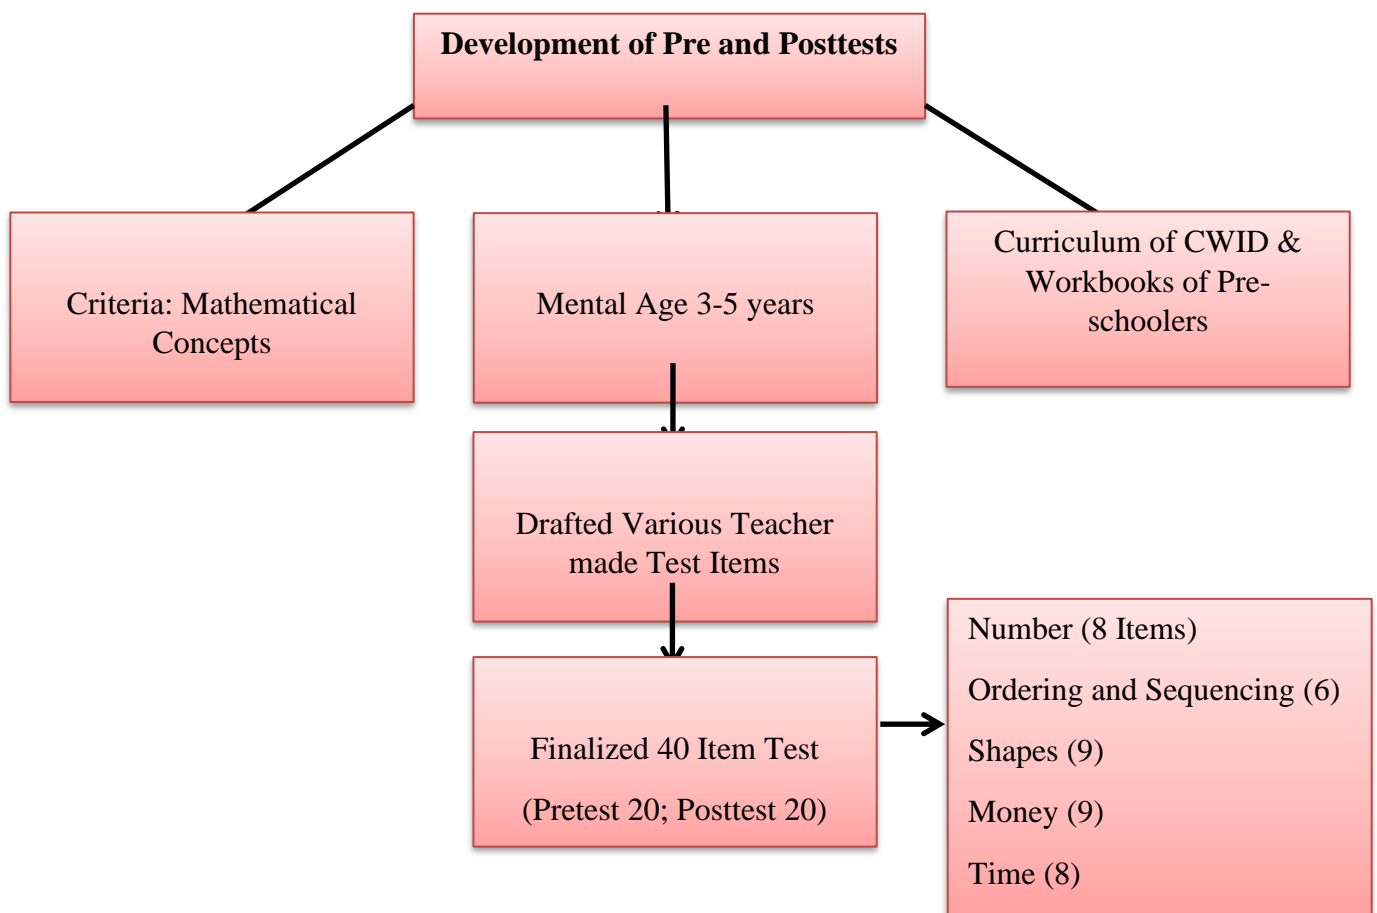 Development of Pre and Posttests
Criteria: Mathematical
Concepts
Mental Age 3-5 years
Curriculum of CWID &
Workbooks of Pre-
schoolers
Drafted Various Teacher
made Test Items
Finalized 40 Item Test
(Pretest 20; Posttest 20)
Number (8 Items)
Ordering and Sequencing (6)
Shapes (9)
Money (9)
Time (8)